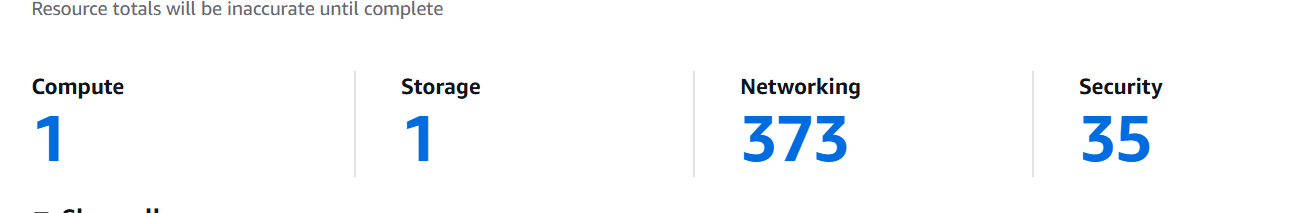 Resource totals will be inaccurate until complete
Compute
1
Storage
1
Networking
373
Security
35